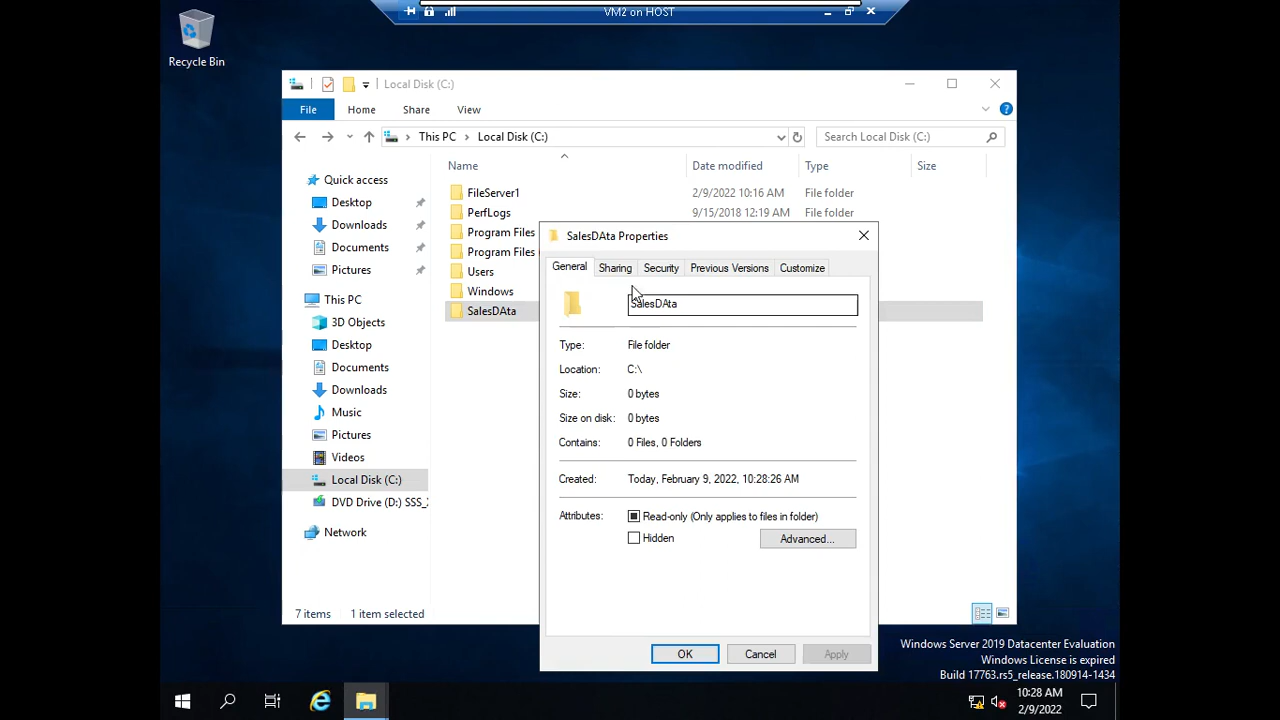 VM2 on HOST
Recycle Bin
Local Disk (C:)
File
Home
Share
View
This PC
Local Disk (C:)
Search Local Disk (C:)
Name
Date modified
Type
Size
Quick access
Desktop
Downloads
Documents
Pictures
This PC
3D Objects
Desktop
Documents
Downloads
Music
Pictures
Videos
Local Disk (C:)
DVD Drive (D:) SSS_
Network
FileServer1
2/9/2022 10:16 AM
File folder
PerfLogs
9/15/2018 12:19 AM
File folder
Program Files
Program Files
Users
Windows
SalesDAta
SalesDAta Properties
General
Sharing
Security
Previous Versions
Customize
SalesDAta
Type:
File folder
Location:
C:\
Size:
0 bytes
Size on disk:
0 bytes
Contains:
0 Files, 0 Folders
Created:
Today, February 9, 2022, 10:28:26 AM
Attributes:
Read-only (Only applies to files in folder)
Hidden
Advanced...
OK
Cancel
Apply
7 items
1 item selected
Windows Server 2019 Datacenter Evaluation
Windows License is expired
Build 17763.rs5_release.180914-1434
10:28 AM
2/9/2022